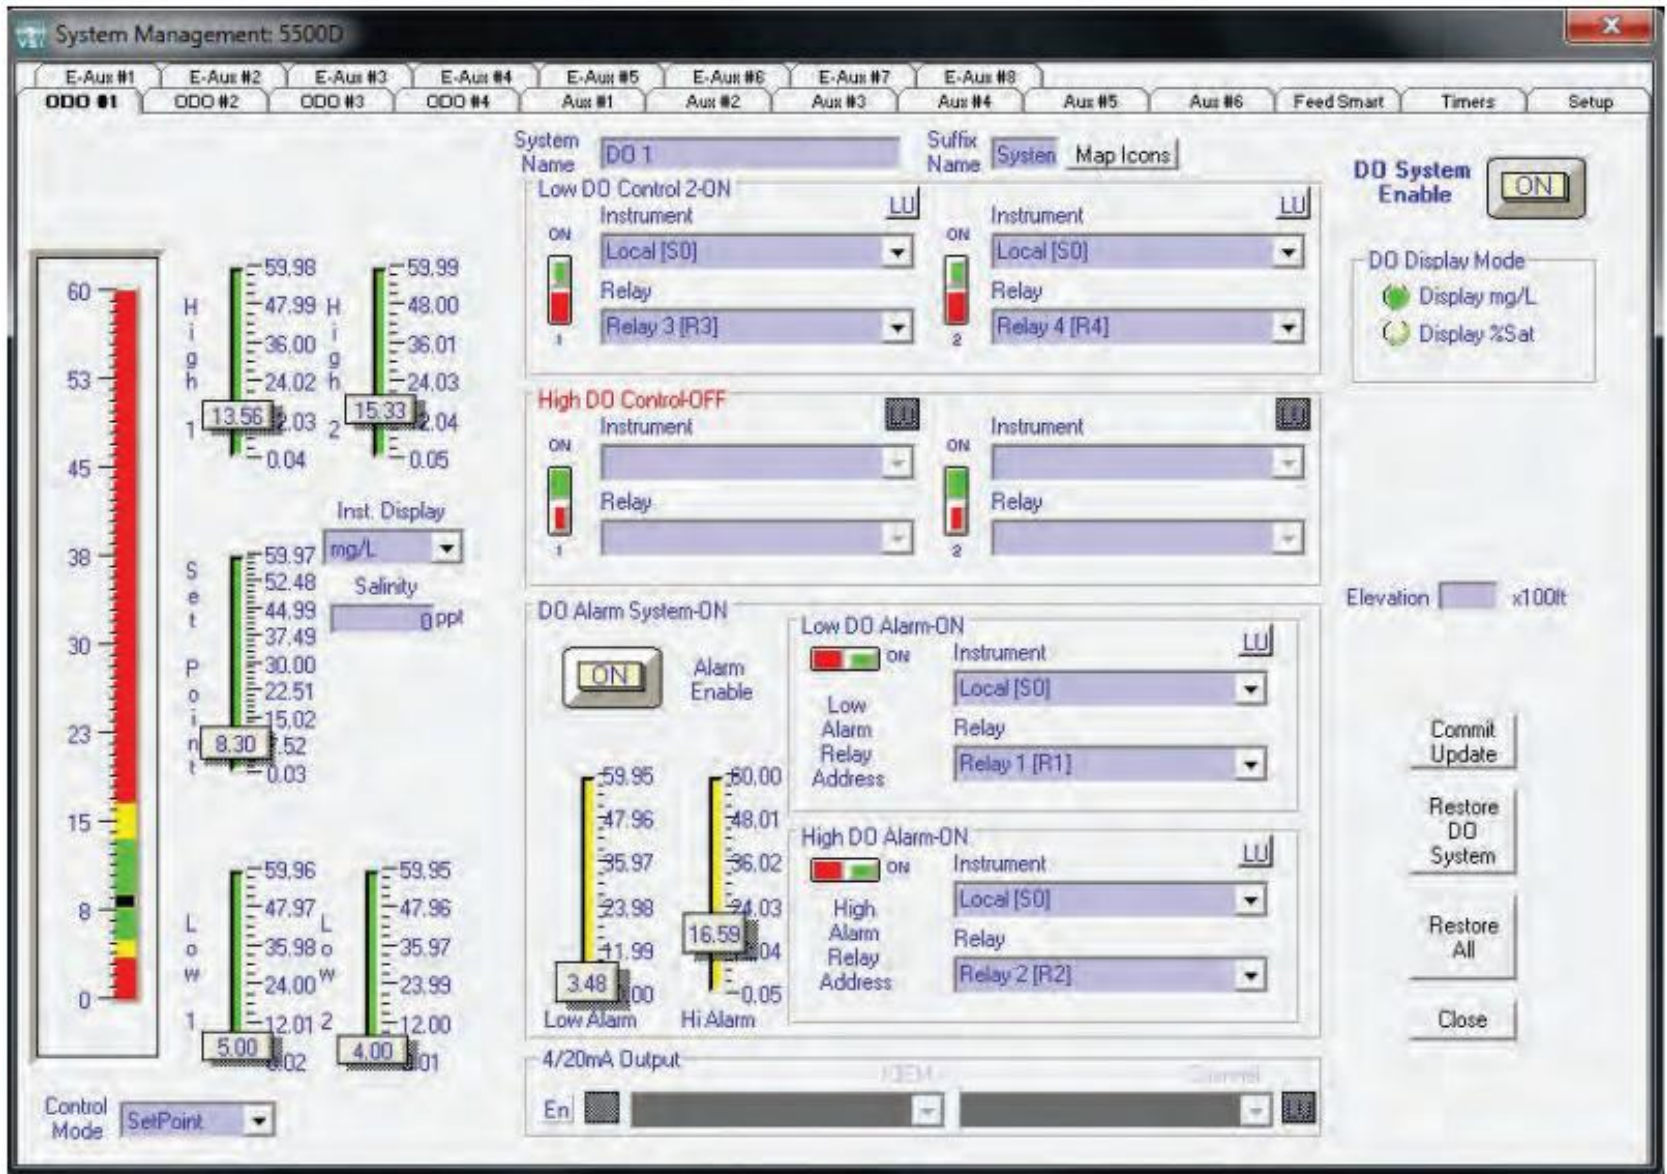 System Management: 5500D
E-Aux #1 E-Aux #2 E-Aux #3 E-Aux #4 E-Aux #5 E-Aux #6 E-Aux #7 E-Aux #8
ODO #1 ODO #2 ODO #3 ODO #4 Aux #1 Aux #2 Aux #3 Aux #4 Aux #5 Aux #6 Feed Smart Timers Setup
System Name DO 1
Suffix Name System Map Icons
DO System Enable ON
DO Display Mode
Display mg/L
Display %Sat
Low DO Control 2-ON
Instrument LU
ON
Local [S0]
Relay
Relay 3 [R3]
1
Instrument LU
ON
Local [S0]
Relay
Relay 4 [R4]
2
High DO Control-OFF
Instrument LU
ON
Relay
1
Instrument LU
ON
Relay
2
60
53
45
38
30
23
15
8
0
High 1
59.98
47.99
36.00
24.02
13.56
2.03
0.04
High 2
59.99
48.00
36.01
24.03
15.33
2.04
0.05
Inst. Display
mg/L
Salinity
0 ppt
Set Point
59.97
52.48
44.99
37.49
30.00
22.51
15.02
8.30
.52
0.03
Low 1
59.96
47.97
35.98
24.00
12.01
5.00
.02
Low 2
59.95
47.96
35.97
23.99
12.00
4.00
.01
Control Mode SetPoint
DO Alarm System-ON
ON
Alarm Enable
59.95
47.96
35.97
23.98
11.99
3.48
.00
Low Alarm
60.00
48.01
36.02
24.03
16.59
.04
0.05
Hi Alarm
Low DO Alarm-ON
ON
Instrument LU
Local [S0]
Low Alarm Relay Address
Relay
Relay 1 [R1]
High DO Alarm-ON
ON
Instrument LU
Local [S0]
High Alarm Relay Address
Relay
Relay 2 [R2]
4/20mA Output
En
Channel
LU
Elevation x100ft
Commit Update
Restore DO System
Restore All
Close